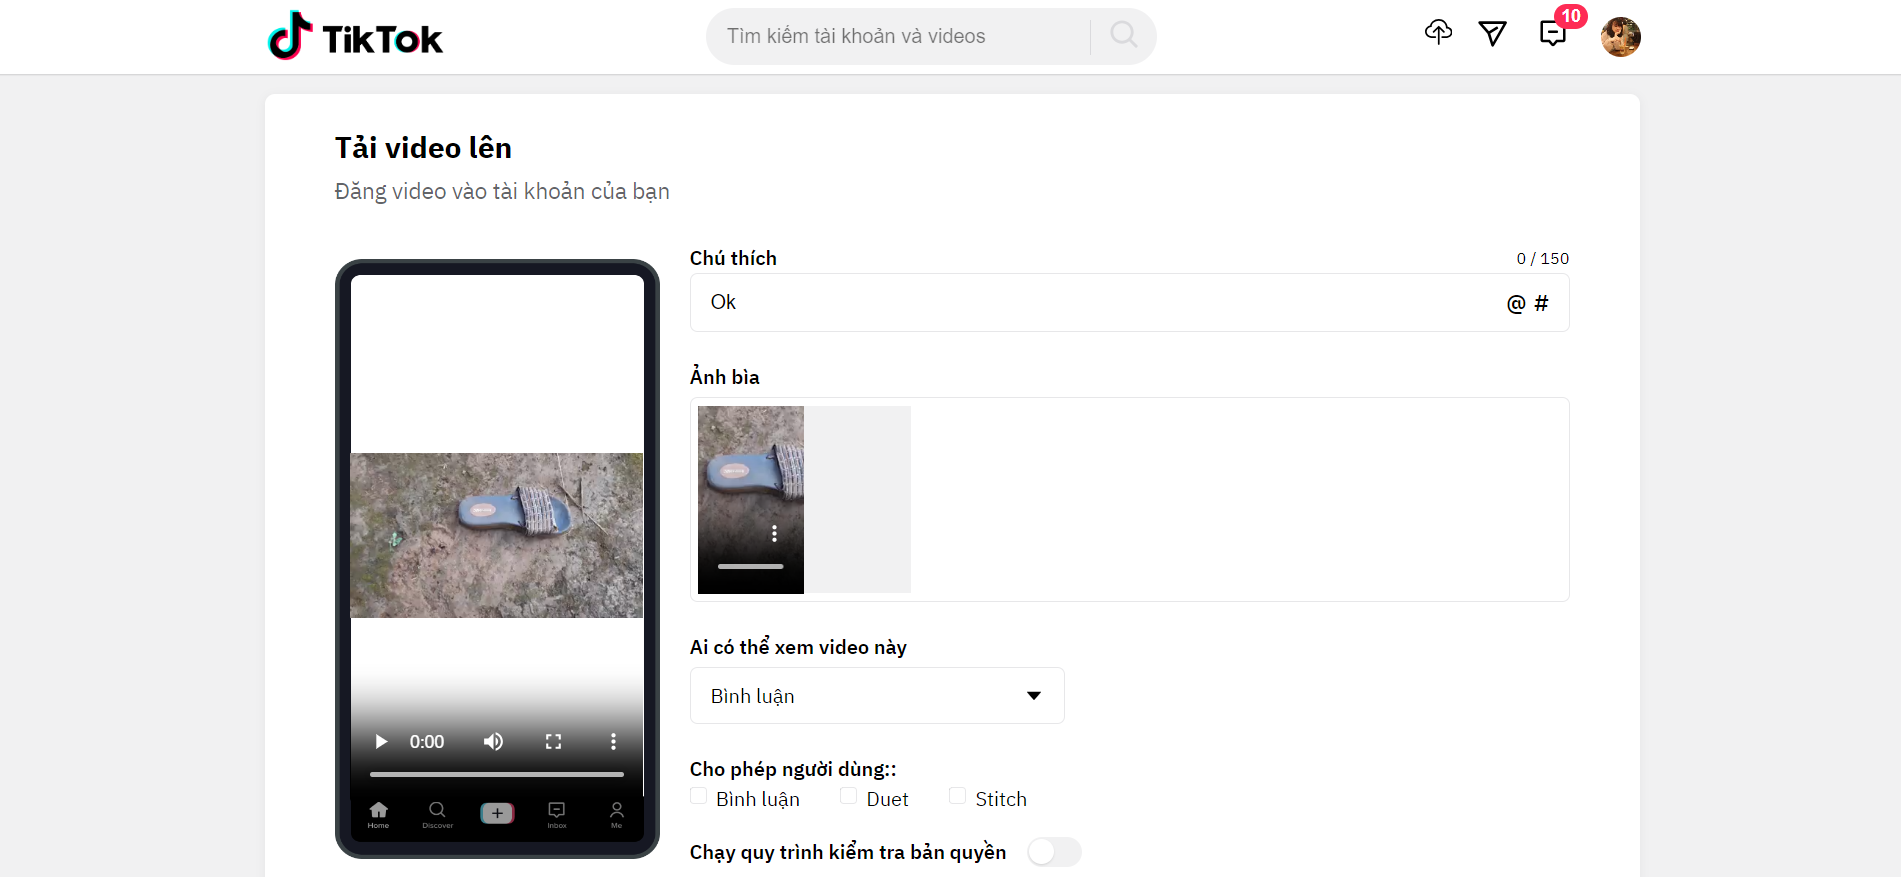 TikTok
Tìm kiếm tài khoản và videos
10
Tải video lên
Đăng video vào tài khoản của bạn
Chú thích
0 / 150
Ok
@ #
Ảnh bìa
Ai có thể xem video này
Bình luận
0:00
Home
Discover
Inbox
Me
Cho phép người dùng::
Bình luận
Duet
Stitch
Chạy quy trình kiểm tra bản quyền